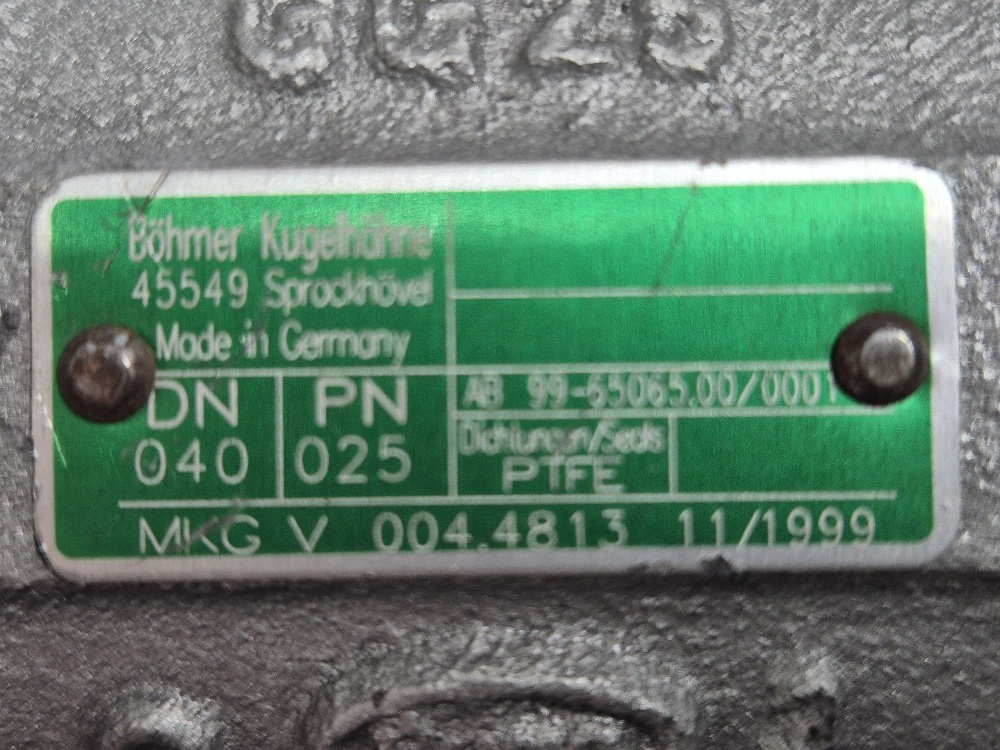 GG25
Böhmer Kugelhähne
45549 Sprockhövel
Made in Germany
DN
040
PN
025
AB 99-65065.00/0001
Dichtungen/Seals
PTFE
MKG V 004.4813 11/1999